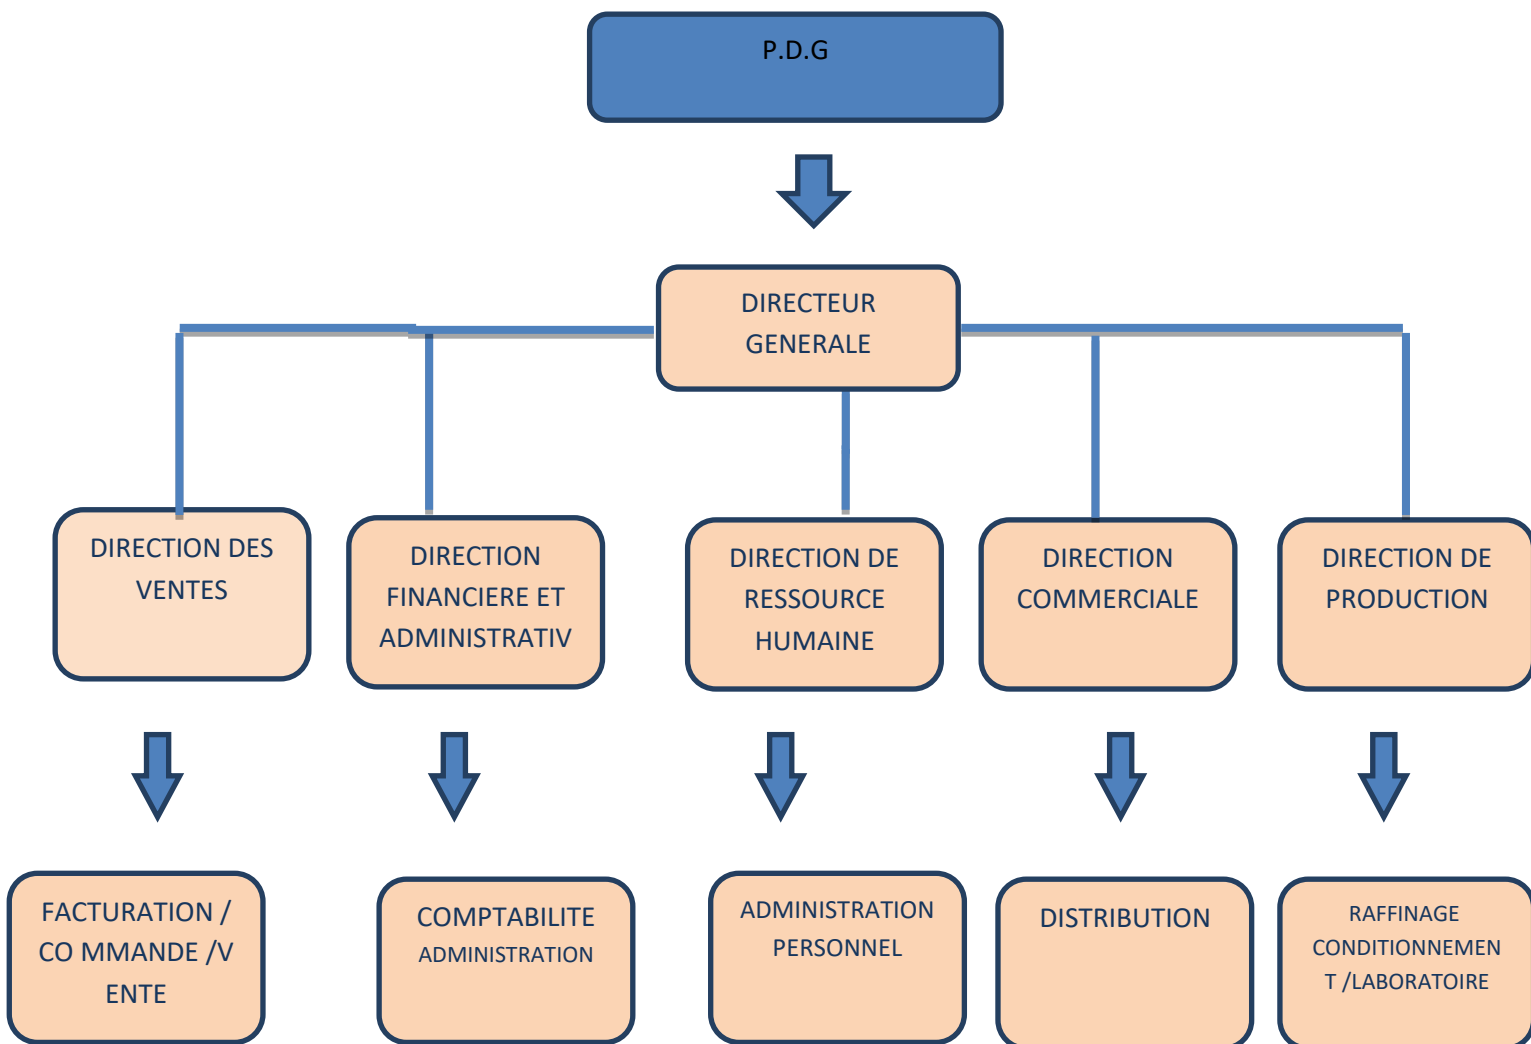 P.D.G
DIRECTEUR
GENERALE
DIRECTION DES
VENTES
DIRECTION
FINANCIERE ET
ADMINISTRATIV
DIRECTION DE
RESSOURCE
HUMAINE
DIRECTION
COMMERCIALE
DIRECTION DE
PRODUCTION
FACTURATION /
CO MMANDE /V
ENTE
COMPTABILITE
ADMINISTRATION
ADMINISTRATION
PERSONNEL
DISTRIBUTION
RAFFINAGE
CONDITIONNEMEN
T /LABORATOIRE